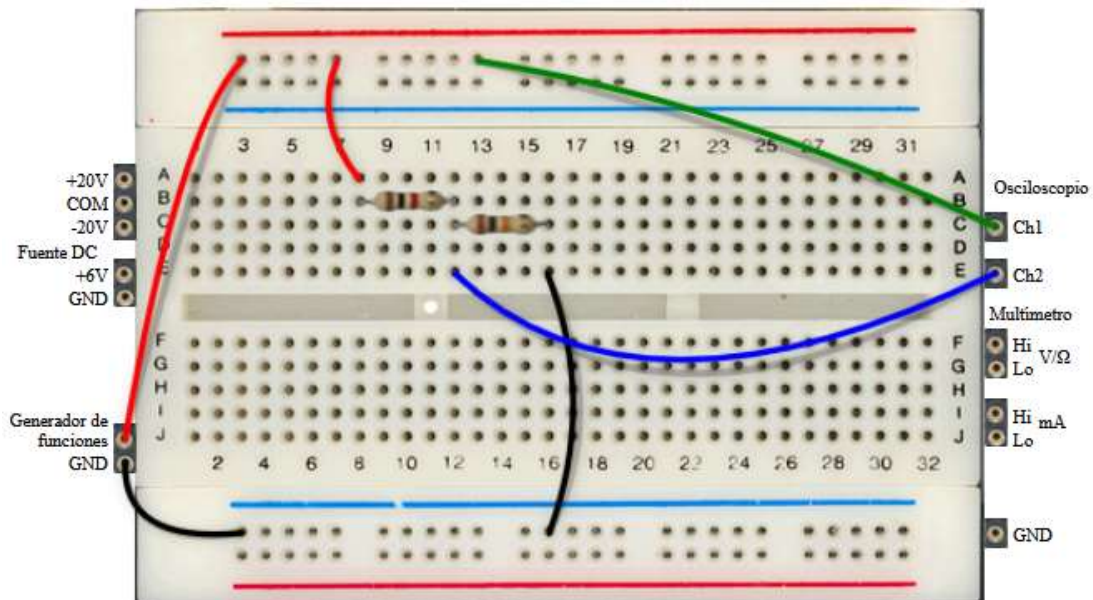 3 5 7 9 11 13 15 17 19 21 23 25 27 29 31
A A
B B
C C
D D
E E
F F
G G
H H
I I
J J
2 4 6 8 10 12 14 16 18 20 22 24 26 28 30 32
+20V
COM
-20V
Fuente DC
+6V
GND
Generador de
funciones
GND
Osciloscopio
Ch1
Ch2
Multimetro
Hi V/Ω
Lo
Hi mA
Lo
GND